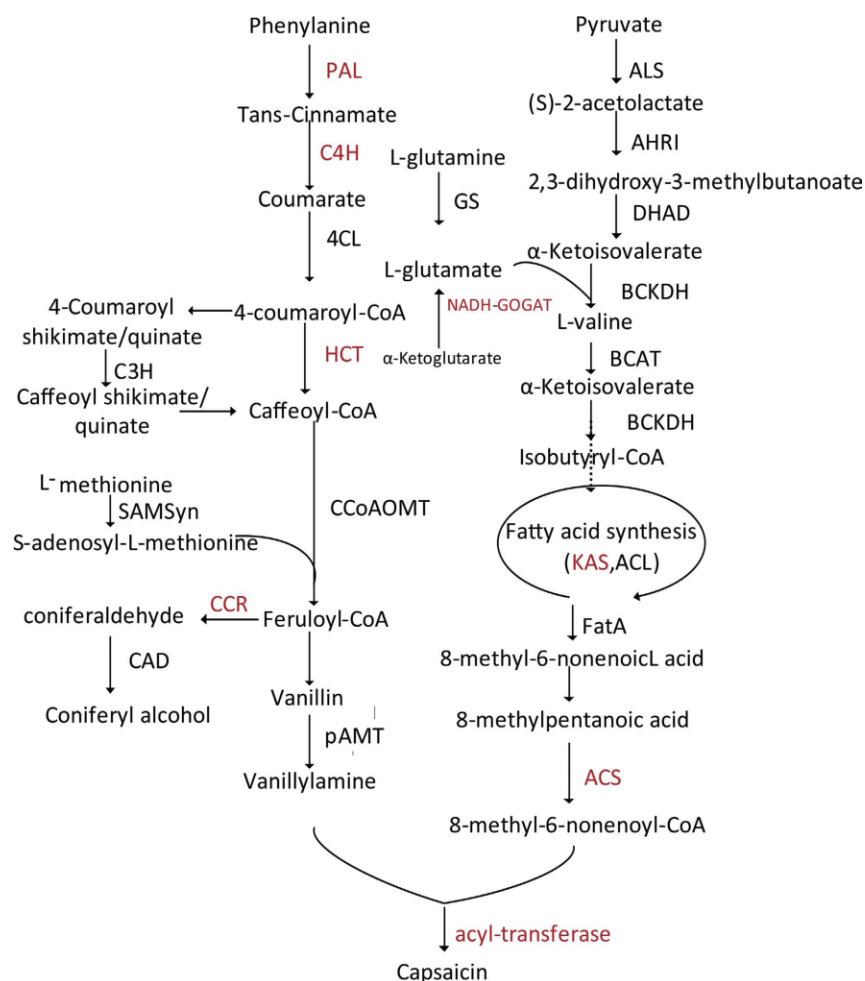 Phenylanine
PAL
Tans-Cinnamate
C4H
Coumarate
4CL
4-coumaroyl-CoA
4-Coumaroyl
shikimate/quinate
C3H
Caffeoyl shikimate/
quinate
HCT
Caffeoyl-CoA
L-methionine
SAMSyn
S-adenosyl-L-methionine
CCoAOMT
Feruloyl-CoA
CCR
coniferaldehyde
CAD
Coniferyl alcohol
Vanillin
pAMT
Vanillylamine
L-glutamine
GS
L-glutamate
NADH-GOGAT
α-Ketoglutarate
Pyruvate
ALS
(S)-2-acetolactate
AHRI
2,3-dihydroxy-3-methylbutanoate
DHAD
α-Ketoisovalerate
BCKDH
L-valine
BCAT
α-Ketoisovalerate
BCKDH
Isobutyryl-CoA
Fatty acid synthesis
(KAS,ACL)
FatA
8-methyl-6-nonenoicL acid
8-methylpentanoic acid
ACS
8-methyl-6-nonenoyl-CoA
acyl-transferase
Capsaicin